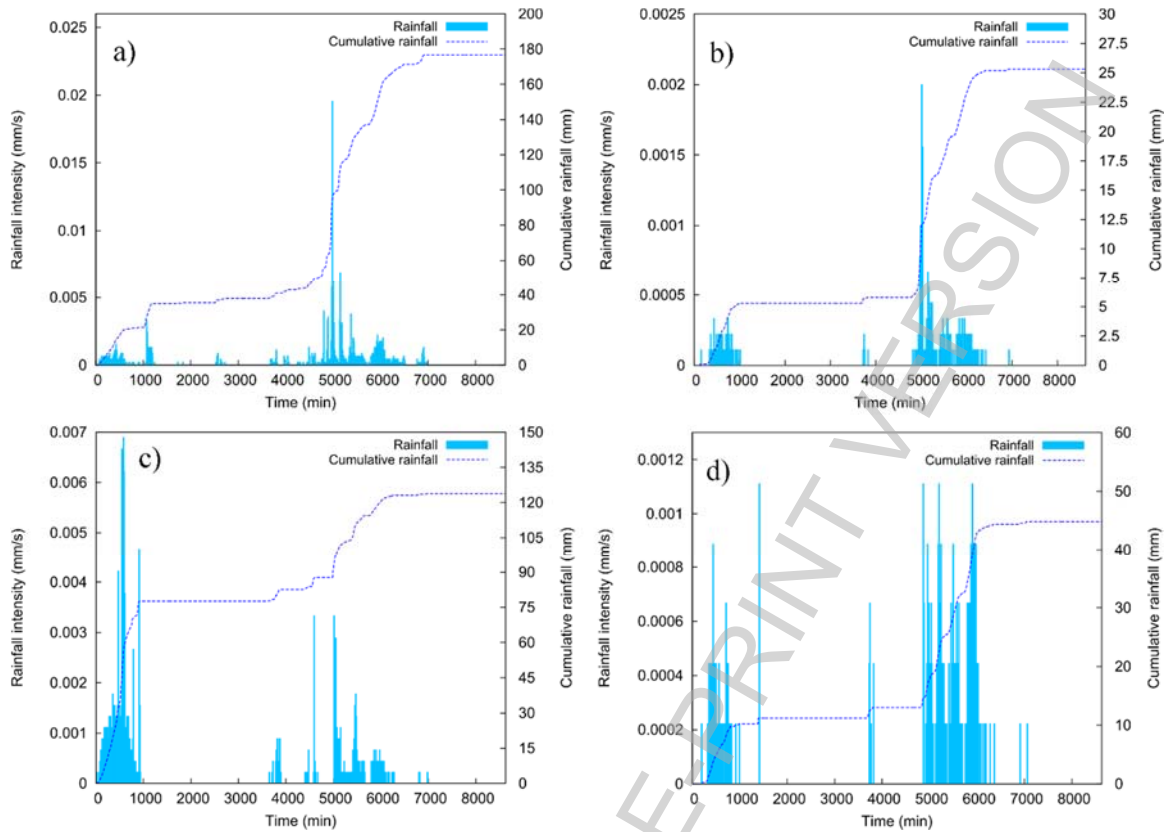 a)
Rainfall
Cumulative rainfall
Rainfall intensity (mm/s)
0.025
0.02
0.015
0.01
0.005
0
200
180
160
140
120
100
80
60
40
20
0
Cumulative rainfall (mm)
0 1000 2000 3000 4000 5000 6000 7000 8000
Time (min)
b)
Rainfall
Cumulative rainfall
Rainfall intensity (mm/s)
0.0025
0.002
0.0015
0.001
0.0005
0
30
27.5
25
22.5
20
17.5
15
12.5
10
7.5
5
2.5
0
Cumulative rainfall (mm)
0 1000 2000 3000 4000 5000 6000 7000 8000
Time (min)
c)
Rainfall
Cumulative rainfall
Rainfall intensity (mm/s)
0.007
0.006
0.005
0.004
0.003
0.002
0.001
0
150
135
120
105
90
75
60
45
30
15
0
Cumulative rainfall (mm)
0 1000 2000 3000 4000 5000 6000 7000 8000
Time (min)
d)
Rainfall
Cumulative rainfall
Rainfall intensity (mm/s)
0.0012
0.001
0.0008
0.0006
0.0004
0.0002
0
60
50
40
30
20
10
0
Cumulative rainfall (mm)
0 1000 2000 3000 4000 5000 6000 7000 8000
Time (min)
E-PRINT VERSION